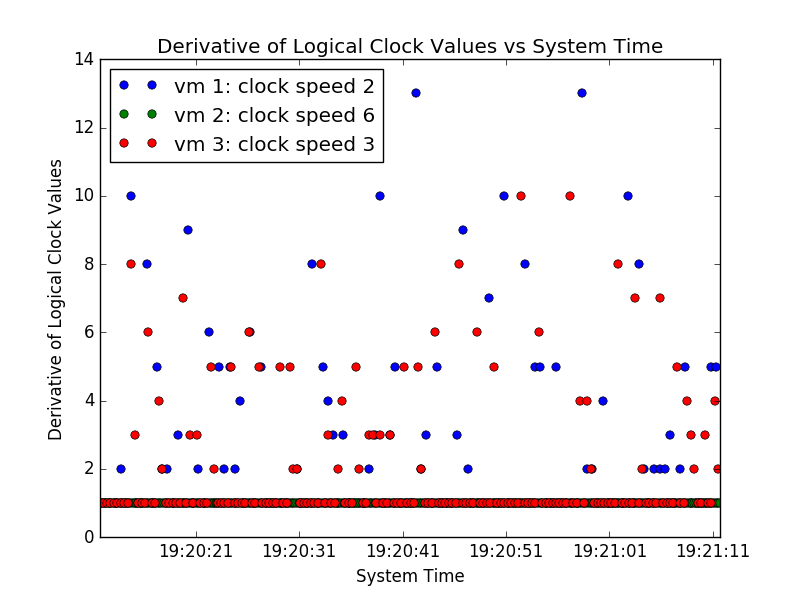 Derivative of Logical Clock Values vs System Time
14
12
10
8
6
4
2
0
Derivative of Logical Clock Values
vm 1: clock speed 2
vm 2: clock speed 6
vm 3: clock speed 3
19:20:21 19:20:31 19:20:41 19:20:51 19:21:01 19:21:11
System Time